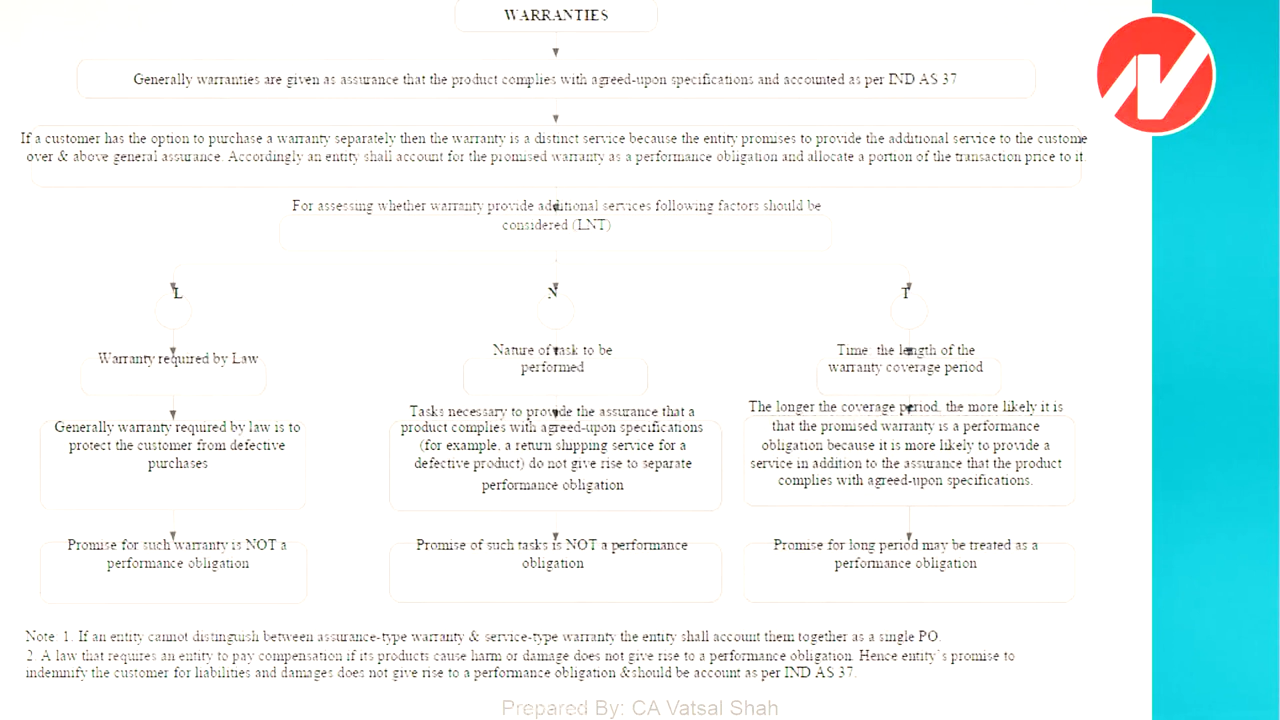 WARRANTIES
Generally warranties are given as assurance that the product complies with agreed-upon specifications and accounted as per IND AS 37
If a customer has the option to purchase a warranty separately then the warranty is a distinct service because the entity promises to provide the additional service to the custome
over & above general assurance. Accordingly an entity shall account for the promised warranty as a performance obligation and allocate a portion of the transaction price to it.
For assessing whether warranty provide additional services following factors should be
considered (LNT)
L
N
T
Warranty required by Law
Nature of task to be
performed
Time the length of the
warranty coverage period
Generally warranty required by law is to
protect the customer from defective
purchases
Tasks necessary to provide the assurance that a
product complies with agreed-upon specifications
(for example, a return shipping service for a
defective product) do not give rise to separate
performance obligation
The longer the coverage period, the more likely it is
that the promised warranty is a performance
obligation because it is more likely to provide a
service in addition to the assurance that the product
complies with agreed-upon specifications.
Promise for such warranty is NOT a
performance obligation
Promise of such tasks is NOT a performance
obligation
Promise for long period may be treated as a
performance obligation
Note: 1. If an entity cannot distinguish between assurance-type warranty & service-type warranty the entity shall account them together as a single PO.
2. A law that requires an entity to pay compensation if its products cause harm or damage does not give rise to a performance obligation. Hence entity's promise to
indemnify the customer for liabilities and damages does not give rise to a performance obligation &should be account as per IND AS 37.
Prepared By: CA Vatsal Shah